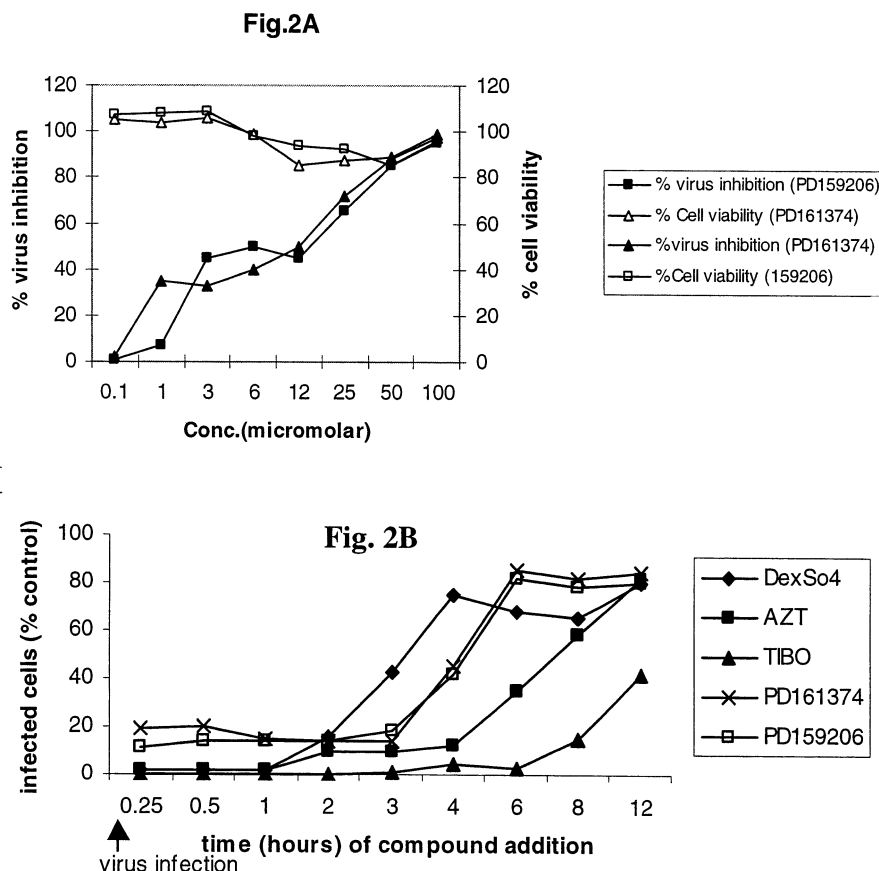 Fig.2A
120
100
80
60
40
20
0
% virus inhibition
120
100
80
60
40
20
0
% cell viability
0.1 1 3 6 12 25 50 100
Conc.(micromolar)
% virus inhibition (PD159206)
% Cell viability (PD161374)
%virus inhibition (PD161374)
%Cell viability (159206)
Fig. 2B
100
80
60
40
20
0
infected cells (% control)
0.25 0.5 1 2 3 4 6 8 12
time (hours) of compound addition
virus infection
DexSo4
AZT
TIBO
PD161374
PD159206